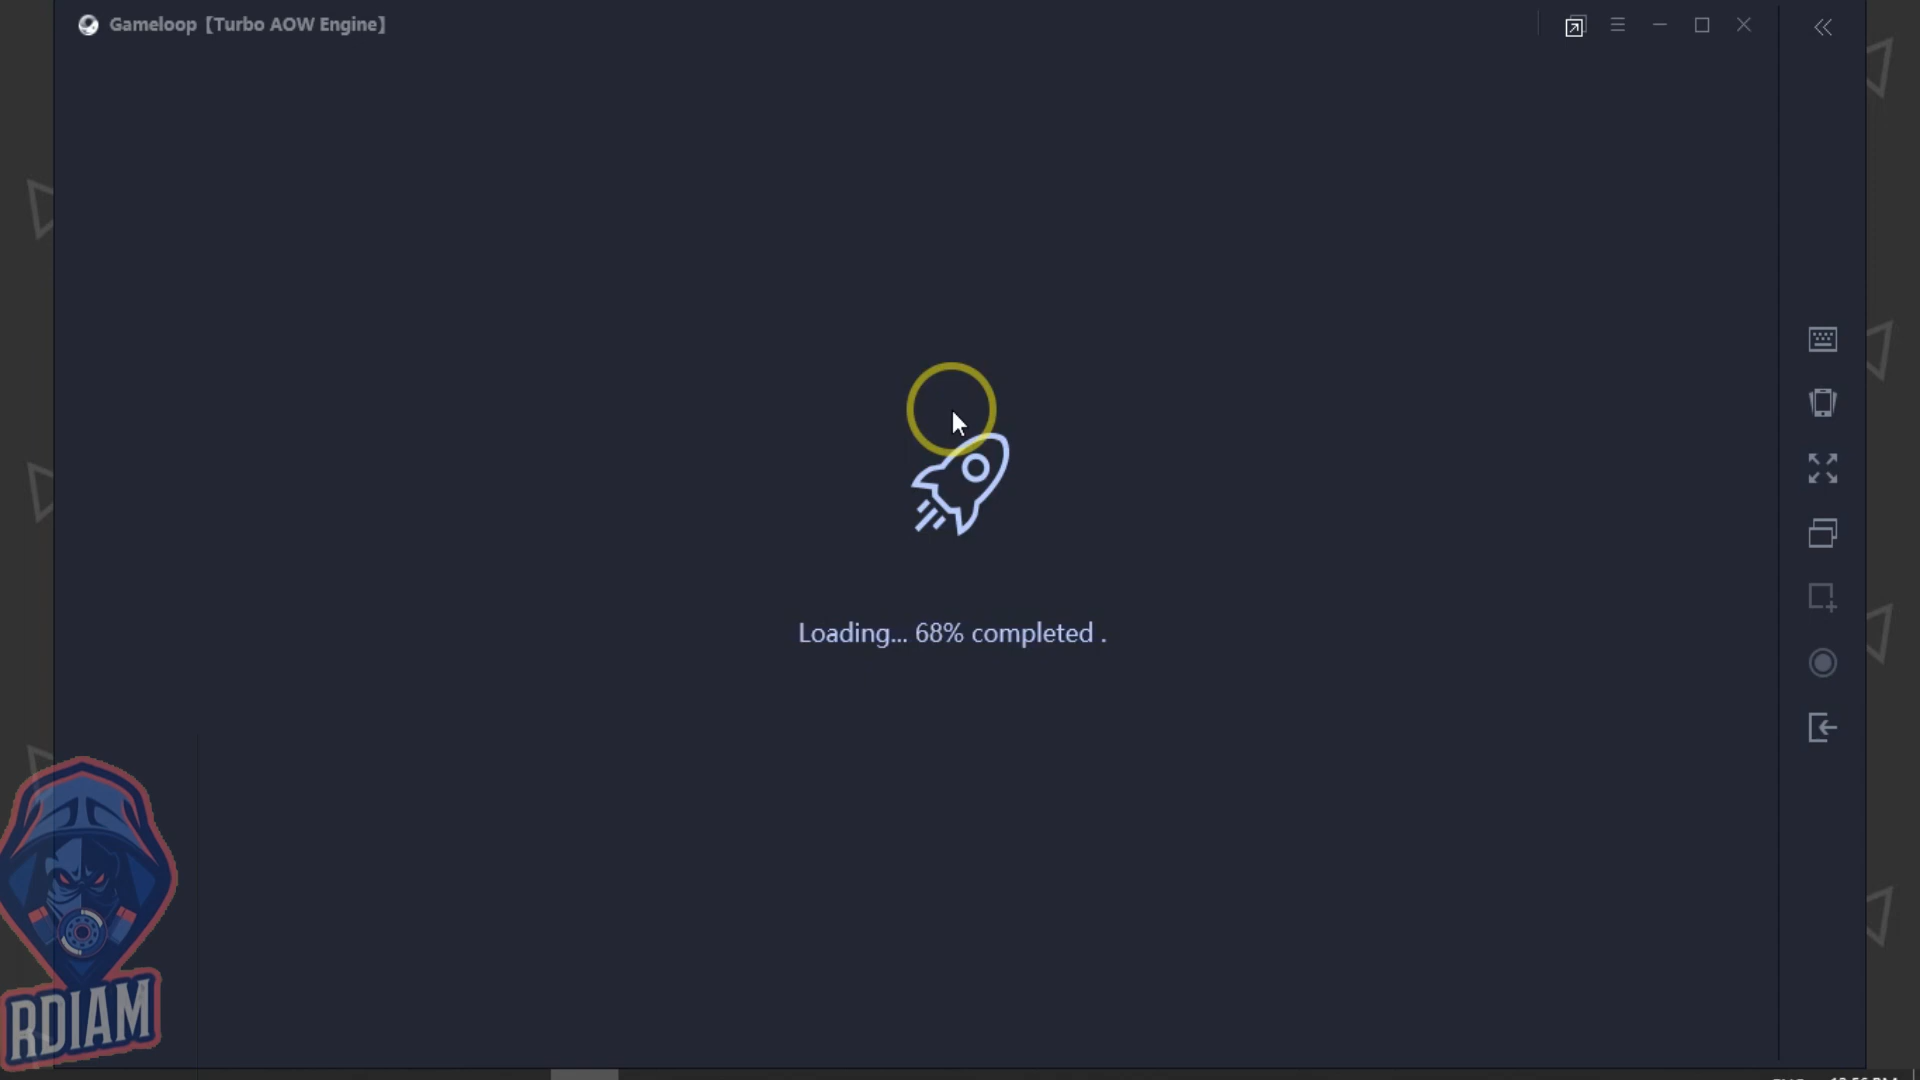 Gameloop【Turbo AOW Engine】
Loading... 68% completed .
RDIAM